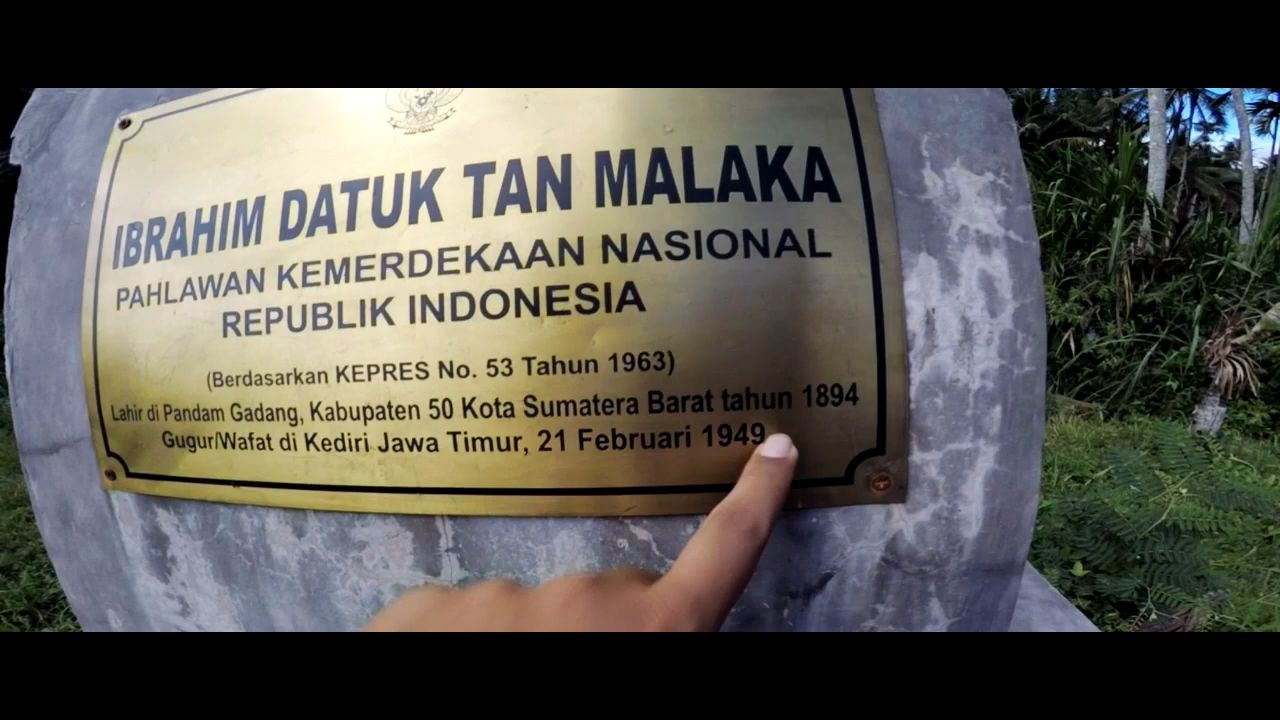 IBRAHIM DATUK TAN MALAKA
PAHLAWAN KEMERDEKAAN NASIONAL
REPUBLIK INDONESIA
(Berdasarkan KEPRES No. 53 Tahun 1963)
Lahir di Pandam Gadang, Kabupaten 50 Kota Sumatera Barat tahun 1894
Gugur/Wafat di Kediri Jawa Timur, 21 Februari 1949